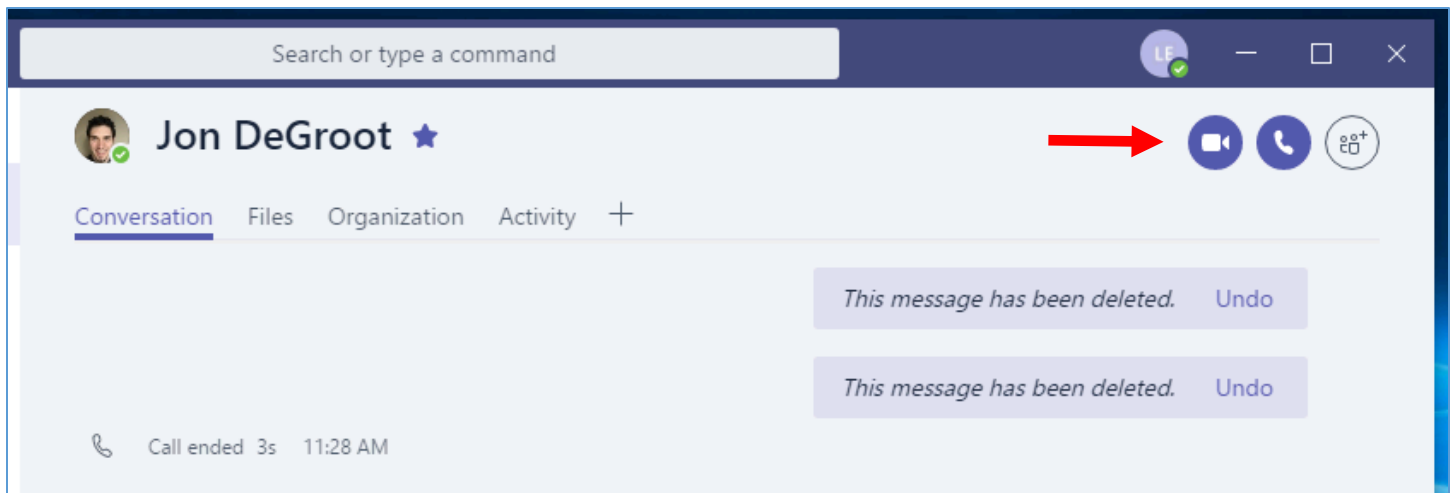 Search or type a command
LE
Jon DeGroot
Conversation Files Organization Activity
This message has been deleted. Undo
This message has been deleted. Undo
Call ended 3s 11:28 AM